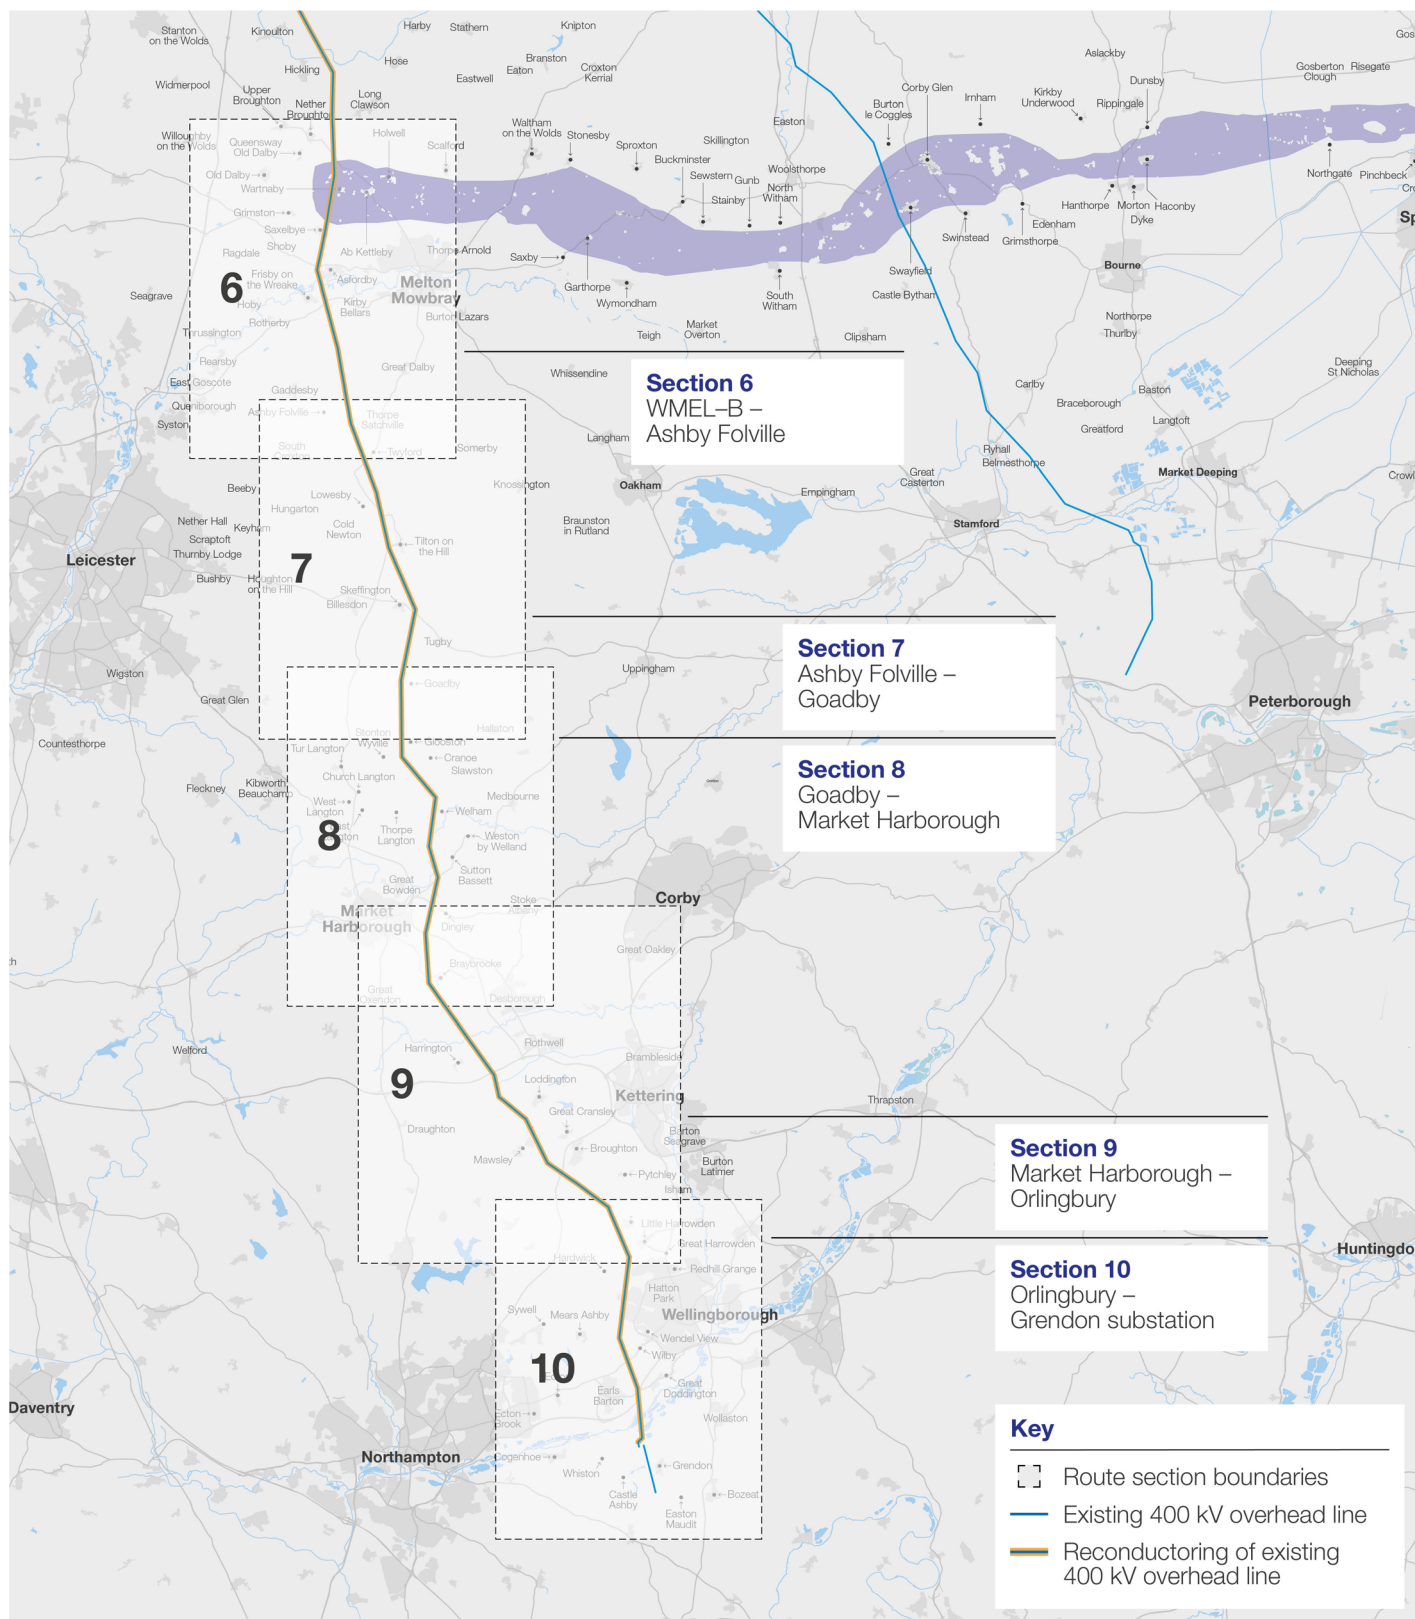 Stanton
on the Wolds
Kinoulton
Harby
Stathern
Knipton
Hickling
Hose
Branston
Eaton
Eastwell
Croxton
Kerrial
Aslackby
Gosberton
Clough
Risegate
Widmerpool
Upper
Broughton
Nether
Broughton
Long
Clawson
Burton
le Coggles
Corby Glen
Irnham
Kirkby
Underwood
Rippingale
Dunsby
Willoughby
on the Wolds
Queensway
Old Dalby
Holwell
Scalford
Waltham
on the Wolds
Stonesby
Sproxton
Skillington
Easton
Buckminster
Sewstern
Gunb
Stainby
Woolsthorpe
North
Witham
Old Dalby
Wartnaby
Grimston
Saxelbye
Shoby
Ragdale
Ab Kettleby
Thorpe Arnold
Saxby
Garthorpe
Wymondham
South
Witham
Swayfield
Castle Bytham
Swinstead
Grimsthorpe
Edenham
Hanthorpe
Morton
Dyke
Haconby
Northgate
Pinchbeck
Bourne
6
Frisby on
the Wreake
Hoby
Asfordby
Kirby
Bellars
Melton
Mowbray
Burton Lazars
Seagrave
Rotherby
Thrussington
Rearsby
East Goscote
Queniborough
Syston
Gaddesby
Great Dalby
Ashby Folville
Thorpe
Satchville
Twyford
South
Somerby
Teigh
Market
Overton
Clipsham
Northorpe
Thurlby
Whissendine
Section 6
WMEL–B –
Ashby Folville
Carlby
Braceborough
Greatford
Baston
Langtoft
Deeping
St Nicholas
Langham
Oakham
Great
Casterton
Ryhall
Belmesthorpe
Market Deeping
Empingham
Stamford
Knossington
Braunston
in Rutland
Beeby
Lowesby
Hungarton
Cold
Newton
Nether Hall
Keyham
Scraptoft
Thurnby Lodge
Leicester
Bushby
Houghton
on the Hill
7
Tilton on
the Hill
Skeffington
Billesdon
Tugby
Section 7
Ashby Folville –
Goadby
Uppingham
Peterborough
Wigston
Great Glen
Goadby
Countesthorpe
Hallaton
Stonton
Wyville
Glooston
Tur Langton
Cranoe
Slawston
Church Langton
Kibworth
Beauchamp
Fleckney
Section 8
Goadby –
Market Harborough
West
Langton
8
Thorpe
Langton
Medbourne
Welham
Weston
by Welland
Sutton
Bassett
Great
Bowden
Market
Harborough
Stoke
Albany
Corby
Dingley
Great Oakley
Braybrooke
Great
Oxendon
Desborough
Welford
Harrington
Rothwell
Brambleside
9
Loddington
Kettering
Great Cransley
Thrapston
Draughton
Barton
Seagrave
Mawsley
Broughton
Burton
Latimer
Pytchley
Isham
Section 9
Market Harborough –
Orlingbury
Little Harrowden
Great Harrowden
Hardwick
Redhill Grange
Hatton
Park
Huntingdo
Section 10
Orlingbury –
Grendon substation
Sywell
Mears Ashby
Wellingborough
Wendel View
Wilby
10
Great
Doddington
Earls
Barton
Daventry
Ecton
Brook
Wollaston
Northampton
Cogenhoe
Whiston
Grendon
Castle
Ashby
Bozeat
Easton
Maudit
Key
Route section boundaries
Existing 400 kV overhead line
Reconductoring of existing
400 kV overhead line